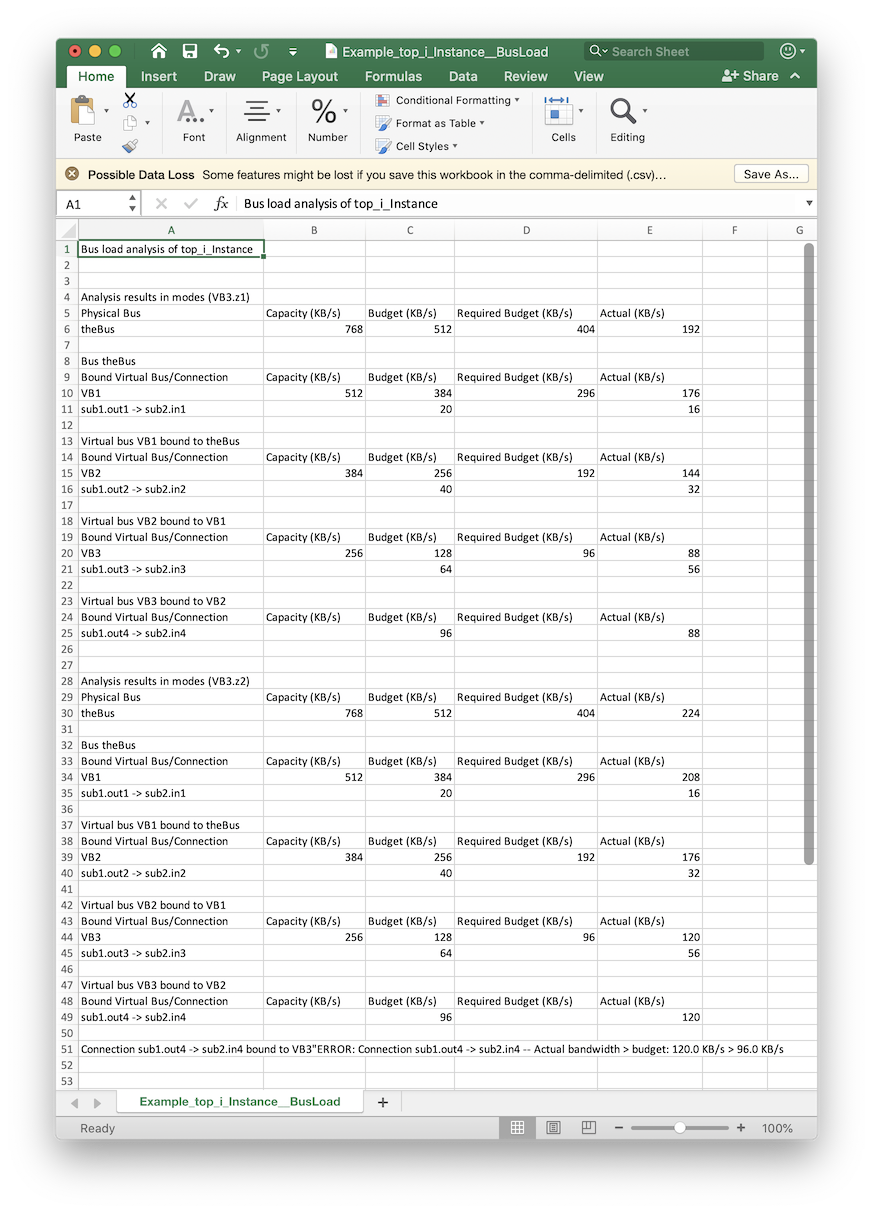 Example_top_i_Instance__BusLoad
Search Sheet
Home Insert Draw Page Layout Formulas Data Review View Share
Paste
Font
Alignment
%
Number
Conditional Formatting
Format as Table
Cell Styles
Cells
Editing
Possible Data Loss Some features might be lost if you save this workbook in the comma-delimited (.csv)... Save As...
A1 fx Bus load analysis of top_i_Instance
A B C D E F G
1 Bus load analysis of top_i_Instance
2
3
4 Analysis results in modes (VB3.z1)
5 Physical Bus Capacity (KB/s) Budget (KB/s) Required Budget (KB/s) Actual (KB/s)
6 theBus 768 512 404 192
7
8 Bus theBus
9 Bound Virtual Bus/Connection Capacity (KB/s) Budget (KB/s) Required Budget (KB/s) Actual (KB/s)
10 VB1 512 384 296 176
11 sub1.out1 -> sub2.in1 20 16
12
13 Virtual bus VB1 bound to theBus
14 Bound Virtual Bus/Connection Capacity (KB/s) Budget (KB/s) Required Budget (KB/s) Actual (KB/s)
15 VB2 384 256 192 144
16 sub1.out2 -> sub2.in2 40 32
17
18 Virtual bus VB2 bound to VB1
19 Bound Virtual Bus/Connection Capacity (KB/s) Budget (KB/s) Required Budget (KB/s) Actual (KB/s)
20 VB3 256 128 96 88
21 sub1.out3 -> sub2.in3 64 56
22
23 Virtual bus VB3 bound to VB2
24 Bound Virtual Bus/Connection Capacity (KB/s) Budget (KB/s) Required Budget (KB/s) Actual (KB/s)
25 sub1.out4 -> sub2.in4 96 88
26
27
28 Analysis results in modes (VB3.z2)
29 Physical Bus Capacity (KB/s) Budget (KB/s) Required Budget (KB/s) Actual (KB/s)
30 theBus 768 512 404 224
31
32 Bus theBus
33 Bound Virtual Bus/Connection Capacity (KB/s) Budget (KB/s) Required Budget (KB/s) Actual (KB/s)
34 VB1 512 384 296 208
35 sub1.out1 -> sub2.in1 20 16
36
37 Virtual bus VB1 bound to theBus
38 Bound Virtual Bus/Connection Capacity (KB/s) Budget (KB/s) Required Budget (KB/s) Actual (KB/s)
39 VB2 384 256 192 176
40 sub1.out2 -> sub2.in2 40 32
41
42 Virtual bus VB2 bound to VB1
43 Bound Virtual Bus/Connection Capacity (KB/s) Budget (KB/s) Required Budget (KB/s) Actual (KB/s)
44 VB3 256 128 96 120
45 sub1.out3 -> sub2.in3 64 56
46
47 Virtual bus VB3 bound to VB2
48 Bound Virtual Bus/Connection Capacity (KB/s) Budget (KB/s) Required Budget (KB/s) Actual (KB/s)
49 sub1.out4 -> sub2.in4 96 120
50
51 Connection sub1.out4 -> sub2.in4 bound to VB3"ERROR: Connection sub1.out4 -> sub2.in4 -- Actual bandwidth > budget: 120.0 KB/s > 96.0 KB/s
52
53
Example_top_i_Instance__BusLoad +
Ready − + 100%